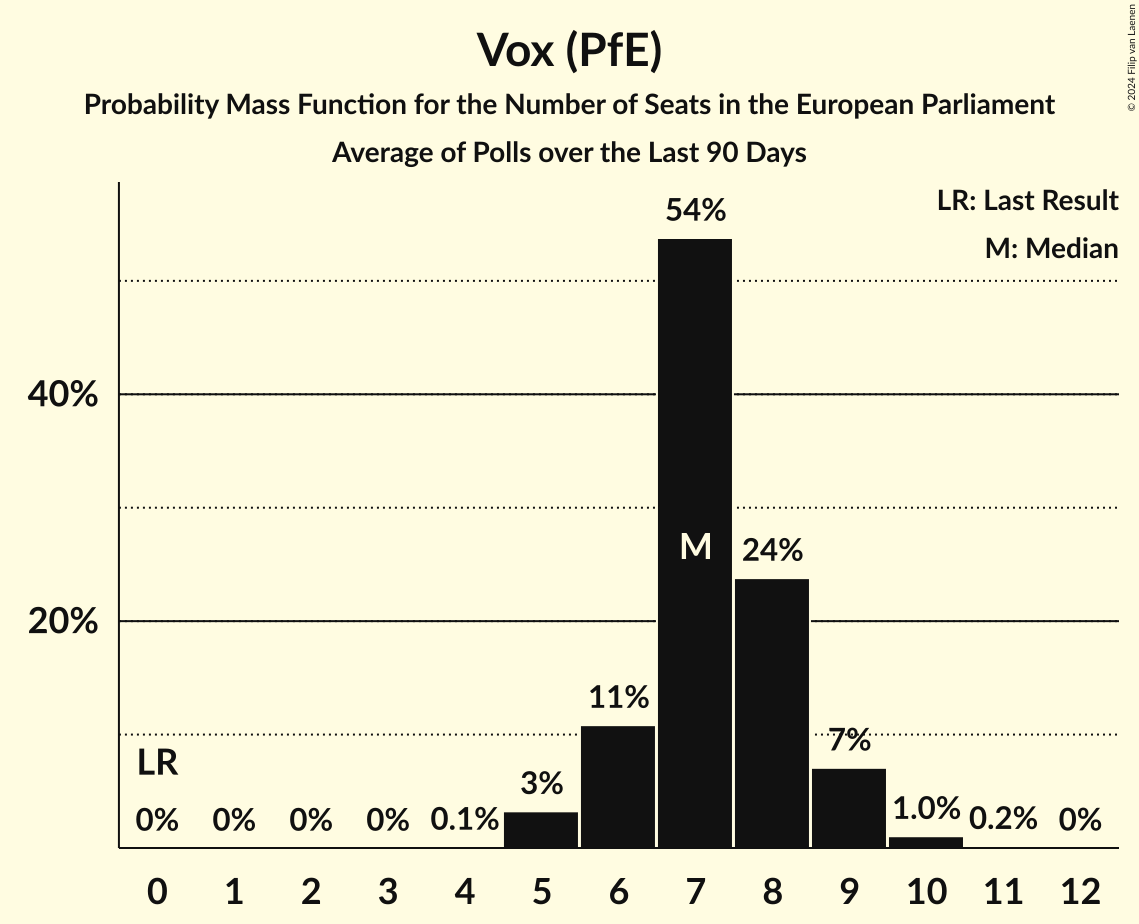 Vox (PfE)
Probability Mass Function for the Number of Seats in the European Parliament
Average of Polls over the Last 90 Days
© 2024 Filip van Laenen
LR: Last Result
M: Median
54%
40%
M
24%
20%
11%
7%
LR
3%
0% 0% 0% 0% 0.1% 1.0% 0.2% 0%
0 1 2 3 4 5 6 7 8 9 10 11 12